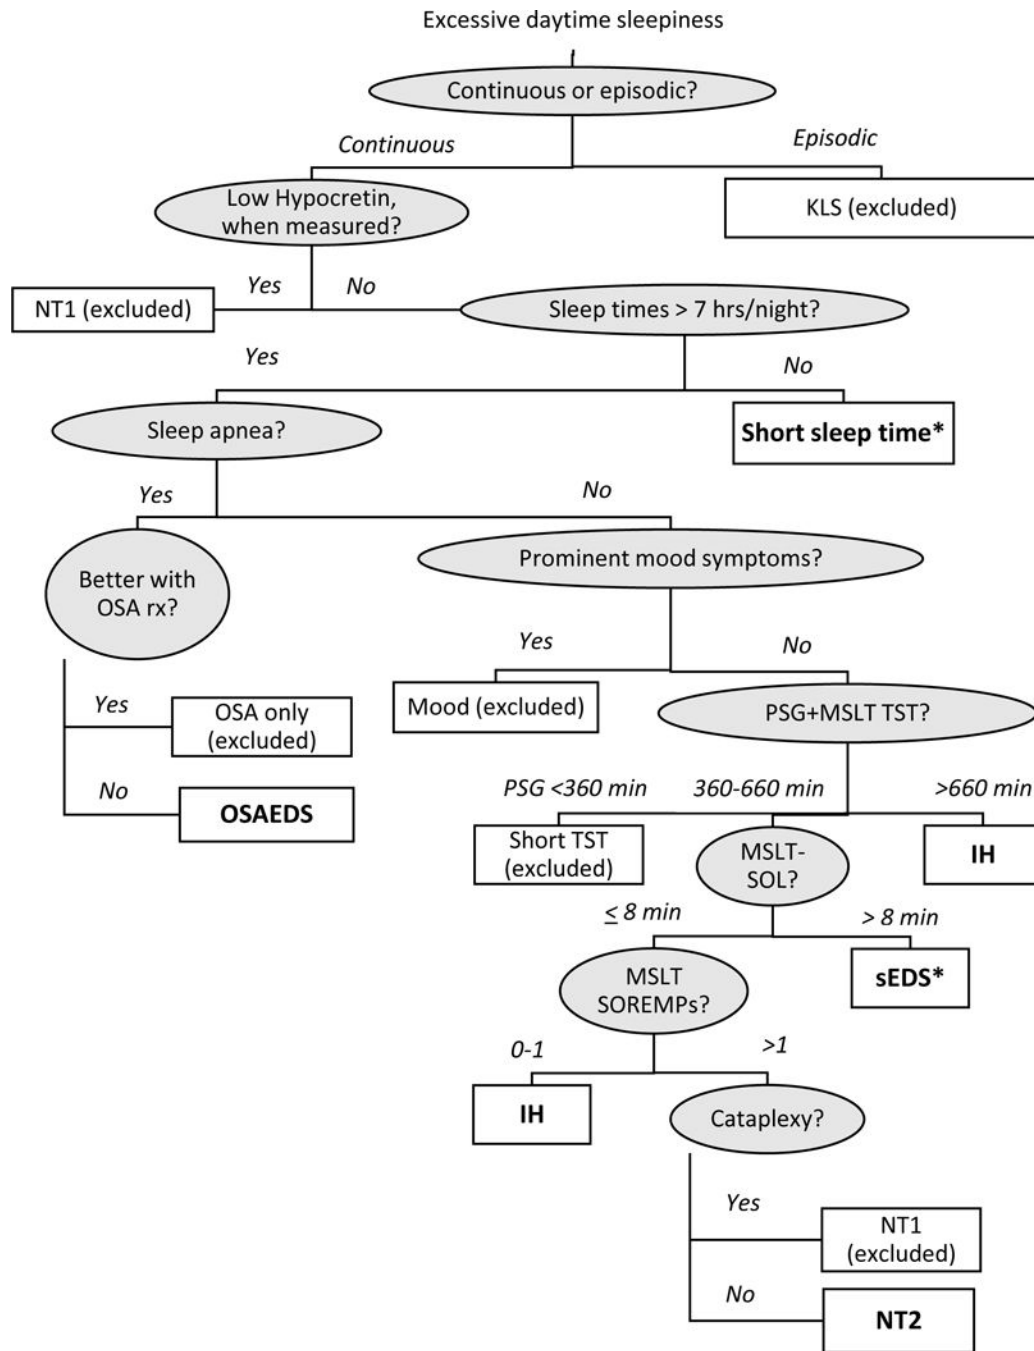 Excessive daytime sleepiness
Continuous or episodic?
Continuous
Episodic
Low Hypocretin,
when measured?
KLS (excluded)
Yes
No
NT1 (excluded)
Sleep times > 7 hrs/night?
Yes
No
Sleep apnea?
Short sleep time*
Yes
No
Better with
OSA rx?
Prominent mood symptoms?
Yes
No
Yes
OSA only
(excluded)
Mood (excluded)
PSG+MSLT TST?
No
OSAEDS
PSG <360 min
360-660 min
>660 min
Short TST
(excluded)
MSLT-
SOL?
IH
≤ 8 min
> 8 min
MSLT
SOREMPs?
sEDS*
0-1
>1
IH
Cataplexy?
Yes
NT1
(excluded)
No
NT2